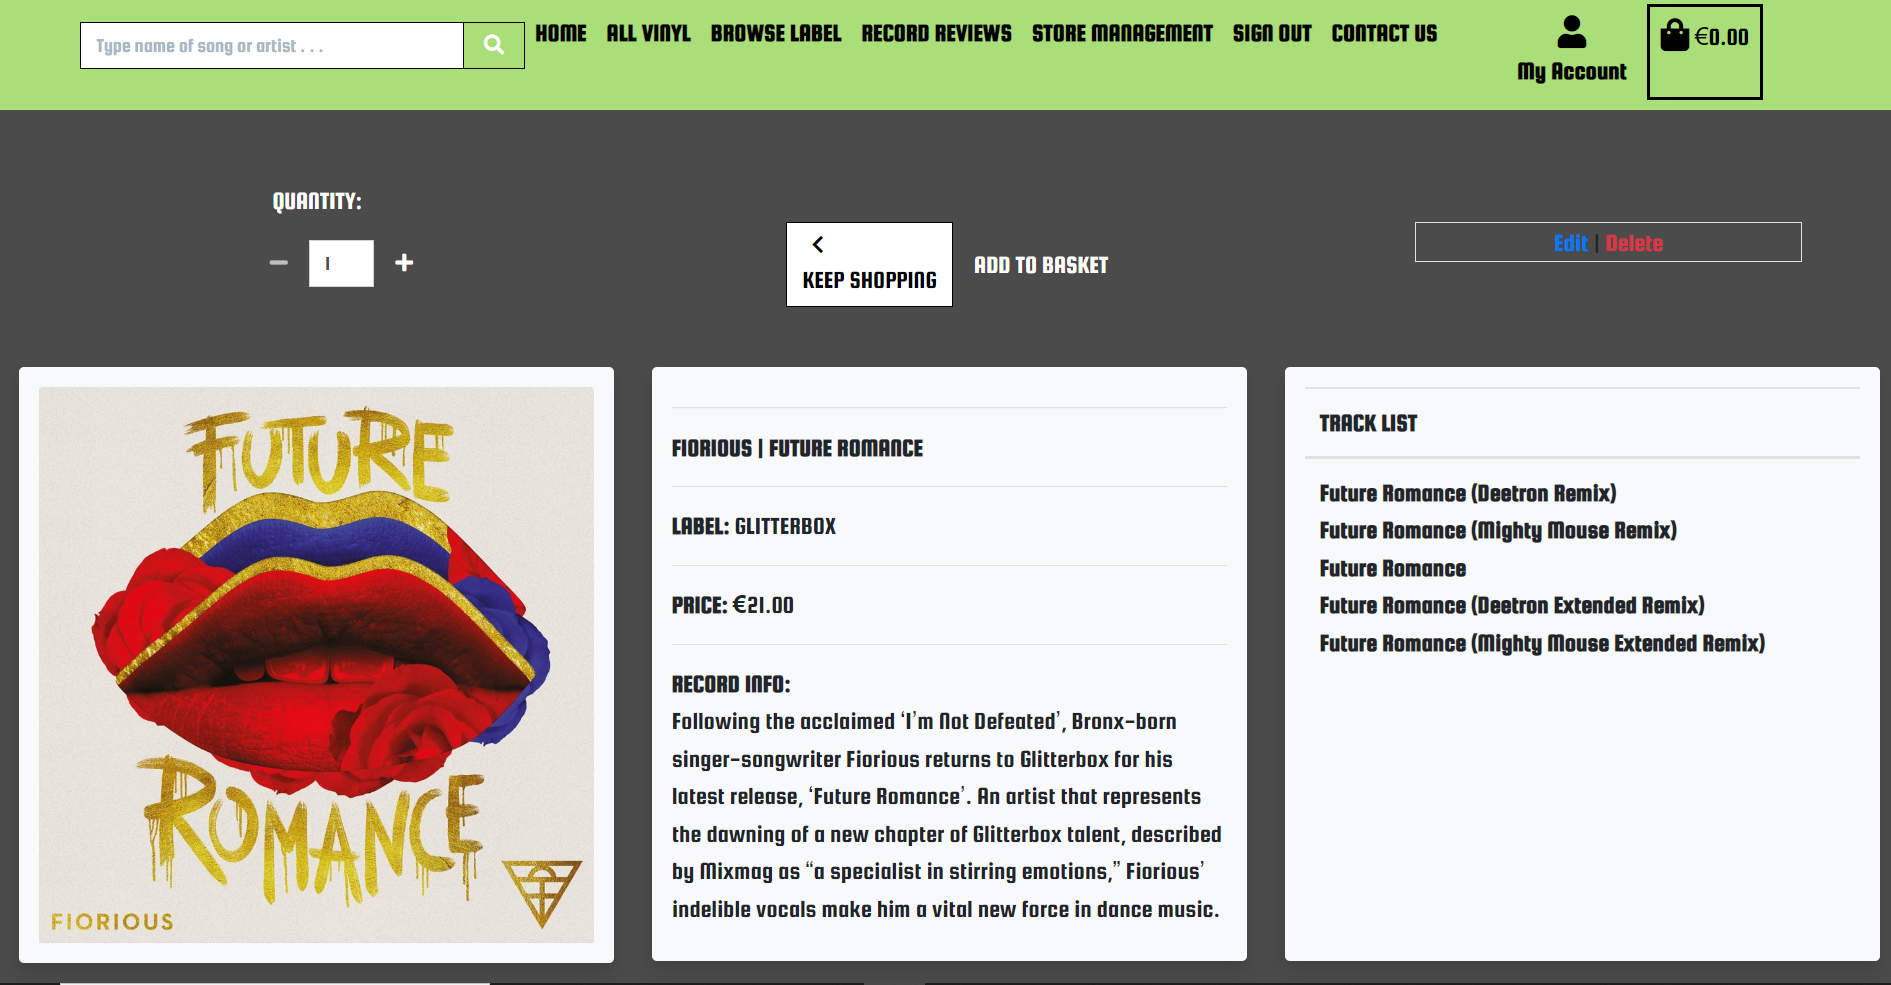 Type name of song or artist . . .
HOME ALL VINYL BROWSE LABEL RECORD REVIEWS STORE MANAGEMENT SIGN OUT CONTACT US
My Account
€0.00
QUANTITY:
1
KEEP SHOPPING
ADD TO BASKET
Edit | Delete
FUTURE
ROMANCE
FIORIOUS
FIORIOUS | FUTURE ROMANCE
LABEL: GLITTERBOX
PRICE: €21.00
RECORD INFO:
Following the acclaimed ‘I’m Not Defeated’, Bronx-born
singer-songwriter Fiorious returns to Glitterbox for his
latest release, ‘Future Romance’. An artist that represents
the dawning of a new chapter of Glitterbox talent, described
by Mixmag as “a specialist in stirring emotions,” Fiorious’
indelible vocals make him a vital new force in dance music.
TRACK LIST
Future Romance (Deetron Remix)
Future Romance (Mighty Mouse Remix)
Future Romance
Future Romance (Deetron Extended Remix)
Future Romance (Mighty Mouse Extended Remix)